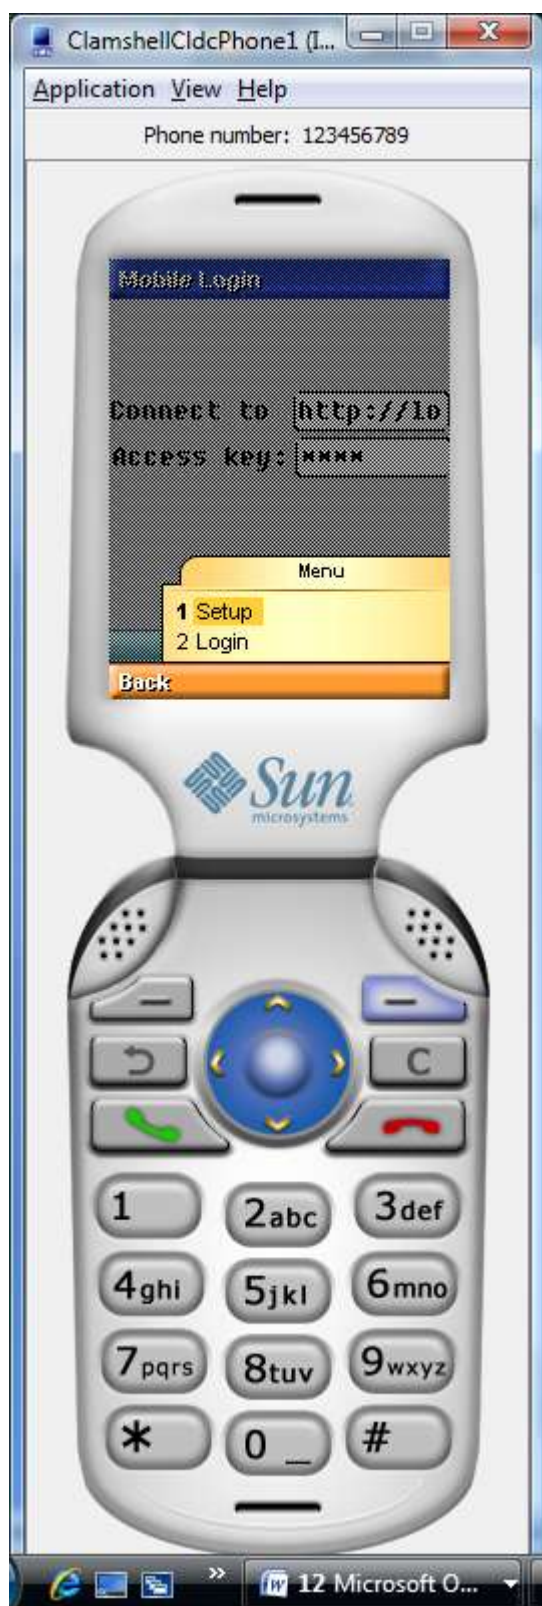 ClamshellCldcPhone1 (I...
Application View Help
Phone number: 123456789
Mobile Login
Connect to http://lo
Access key: ****
Menu
1 Setup
2 Login
Back
Sun
microsystems
C
1 2abc 3def
4ghi 5jkl 6mno
7pqrs 8tuv 9wxyz
* 0 _ #
» 12 Microsoft O...